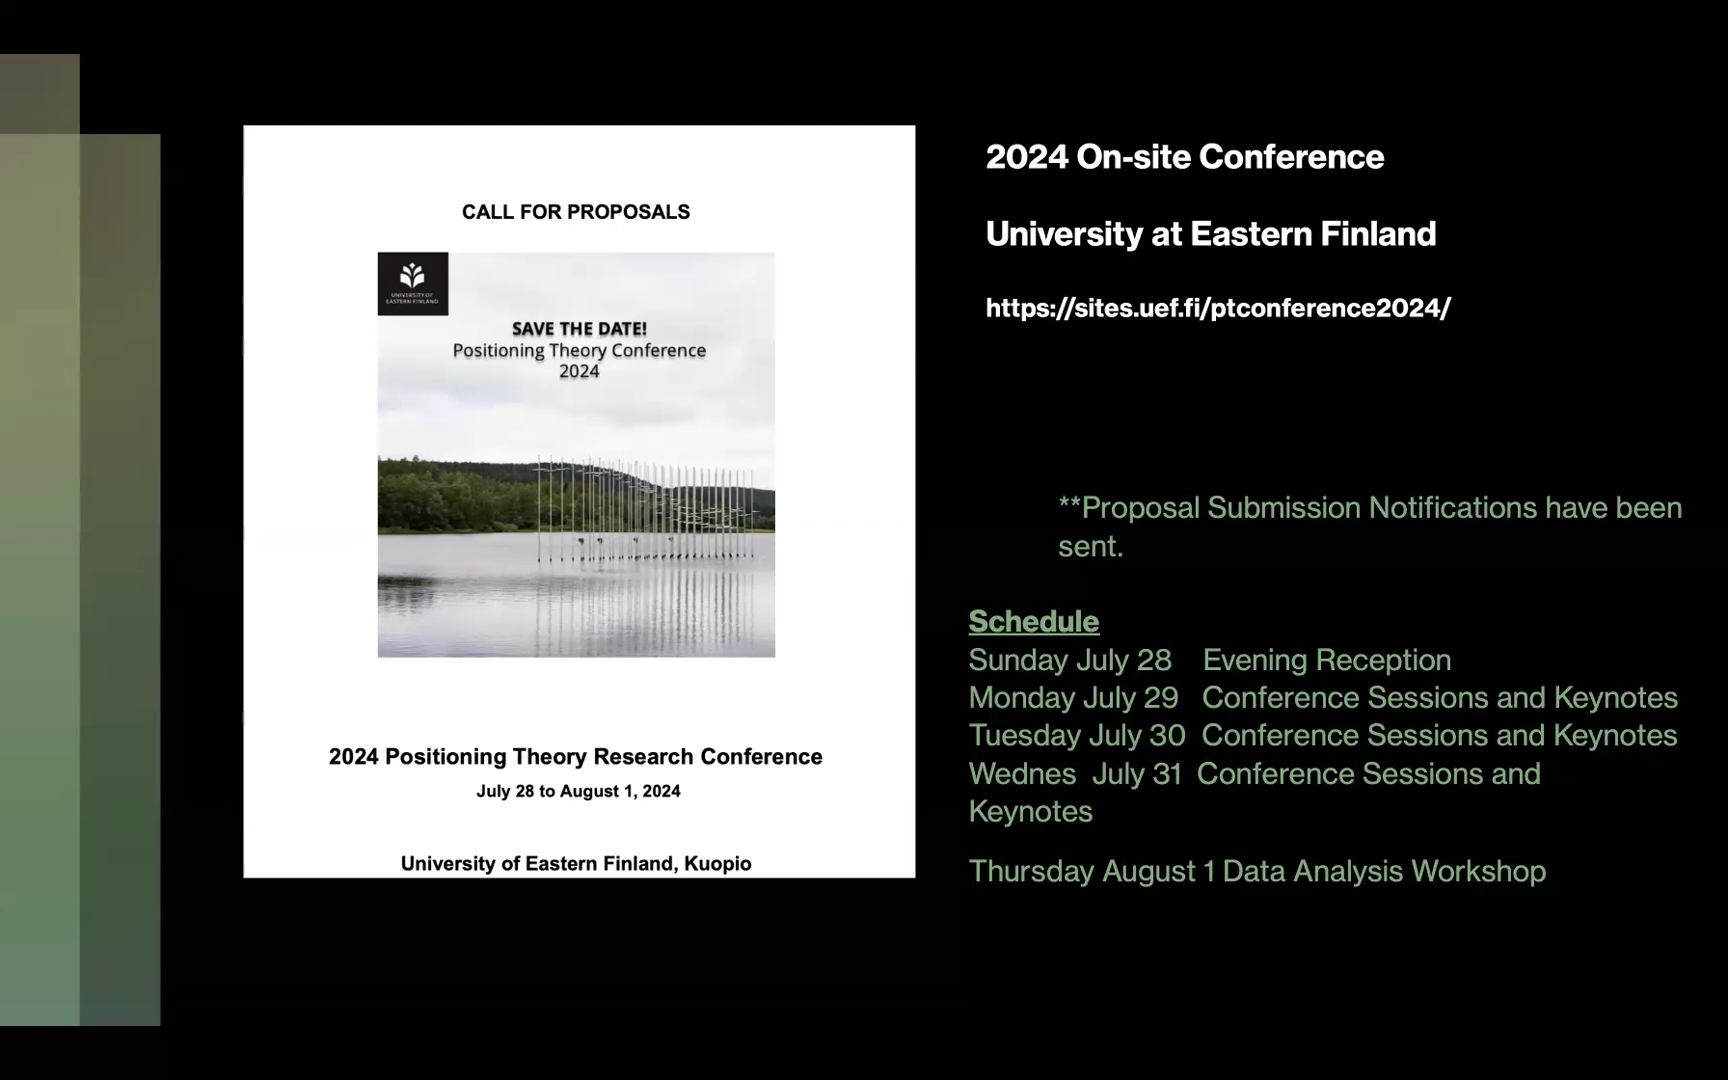 CALL FOR PROPOSALS
UNIVERSITY OF
EASTERN FINLAND
SAVE THE DATE!
Positioning Theory Conference
2024
2024 Positioning Theory Research Conference
July 28 to August 1, 2024
University of Eastern Finland, Kuopio
2024 On-site Conference
University at Eastern Finland
https://sites.uef.fi/ptconference2024/
**Proposal Submission Notifications have been
sent.
Schedule
Sunday July 28 Evening Reception
Monday July 29 Conference Sessions and Keynotes
Tuesday July 30 Conference Sessions and Keynotes
Wednes July 31 Conference Sessions and
Keynotes
Thursday August 1 Data Analysis Workshop